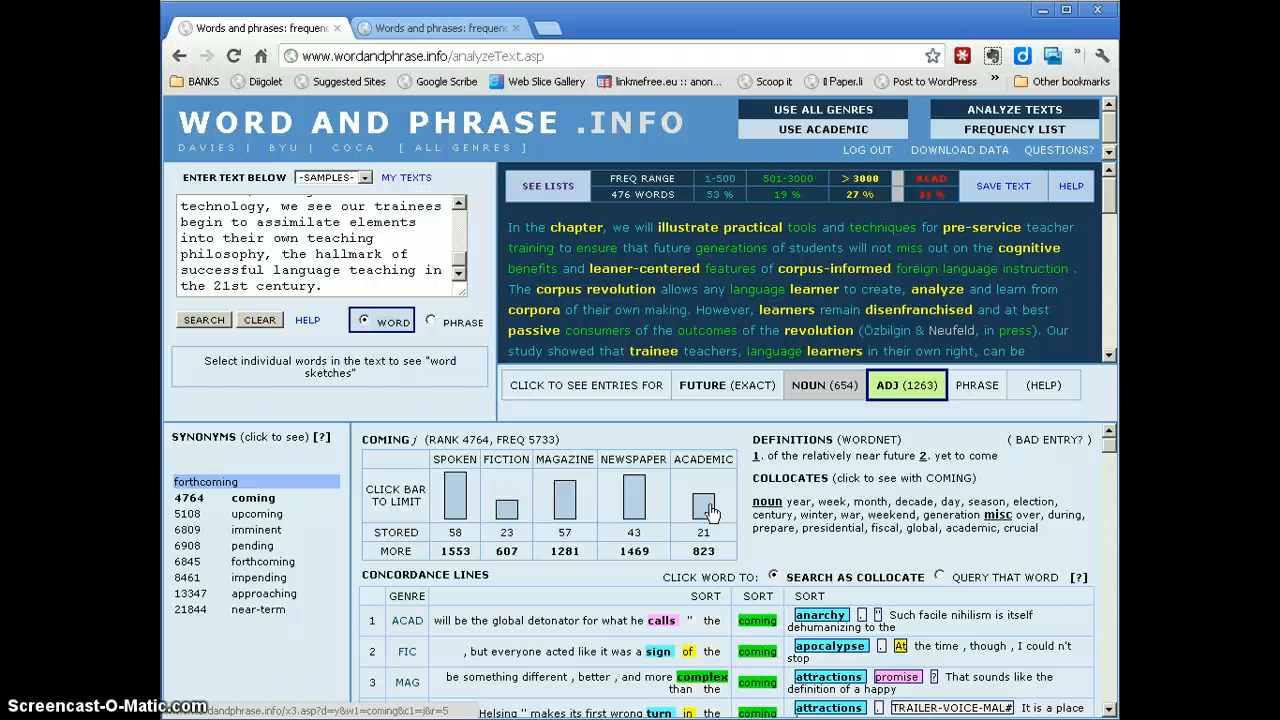 Words and phrases: frequen
Words and phrases: frequen
www.wordandphrase.info/analyzeText.asp
BANKS Diigolet Suggested Sites Google Scribe Web Slice Gallery linkmefree.eu :: anon... Scoop it Paper.li Post to WordPress » Other bookmarks
WORD AND PHRASE .INFO
DAVIES | BYU | COCA [ ALL GENRES ]
USE ALL GENRES
USE ACADEMIC
ANALYZE TEXTS
FREQUENCY LIST
LOG OUT DOWNLOAD DATA QUESTIONS?
ENTER TEXT BELOW -SAMPLES- MY TEXTS
technology, we see our trainees
begin to assimilate elements
into their own teaching
philosophy, the hallmark of
successful language teaching in
the 21st century.
SEARCH CLEAR HELP WORD PHRASE
Select individual words in the text to see "word
sketches"
SEE LISTS
FREQ RANGE 1-500 501-3000 > 3000 ACAD
476 WORDS 53 % 19 % 27 % 33 %
SAVE TEXT HELP
In the chapter, we will illustrate practical tools and techniques for pre-service teacher
training to ensure that future generations of students will not miss out on the cognitive
benefits and leaner-centered features of corpus-informed foreign language instruction .
The corpus revolution allows any language learner to create, analyze and learn from
corpora of their own making. However, learners remain disenfranchised and at best
passive consumers of the outcomes of the revolution (Özbilgin & Neufeld, in press). Our
study showed that trainee teachers, language learners in their own right, can be
CLICK TO SEE ENTRIES FOR FUTURE (EXACT) NOUN (654) ADJ (1263) PHRASE (HELP)
SYNONYMS (click to see) [?]
forthcoming
4764 coming
5108 upcoming
6809 imminent
6908 pending
6845 forthcoming
8461 impending
13347 approaching
21844 near-term
COMING j (RANK 4764, FREQ 5733)
SPOKEN FICTION MAGAZINE NEWSPAPER ACADEMIC
CLICK BAR
TO LIMIT
STORED 58 23 57 43 21
MORE 1553 607 1281 1469 823
DEFINITIONS (WORDNET) ( BAD ENTRY? )
1. of the relatively near future 2. yet to come
COLLOCATES (click to see with COMING)
noun year, week, month, decade, day, season, election,
century, winter, war, weekend, generation misc over, during,
prepare, presidential, fiscal, global, academic, crucial
CONCORDANCE LINES CLICK WORD TO: SEARCH AS COLLOCATE QUERY THAT WORD [?]
GENRE SORT SORT SORT
1 ACAD will be the global detonator for what he calls " the coming anarchy . " Such facile nihilism is itself
dehumanizing to the
2 FIC , but everyone acted like it was a sign of the coming apocalypse . At the time , though , I could n't
stop
3 MAG be something different , better , and more complex
than the coming attractions promise ? That sounds like the
definition of a happy
Helsing " makes its first wrong turn in the coming attractions . TRAILER-VOICE-MAL# It is a place
www.wordandphrase.info/x3.asp?d=y&w1=coming&c1=j&r=5
Screencast-O-Matic.com